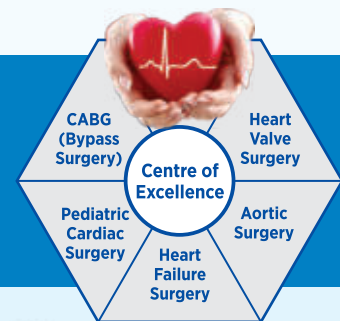 CABG
(Bypass
Surgery)
Heart
Valve
Surgery
Centre of
Excellence
Pediatric
Cardiac
Surgery
Aortic
Surgery
Heart
Failure
Surgery